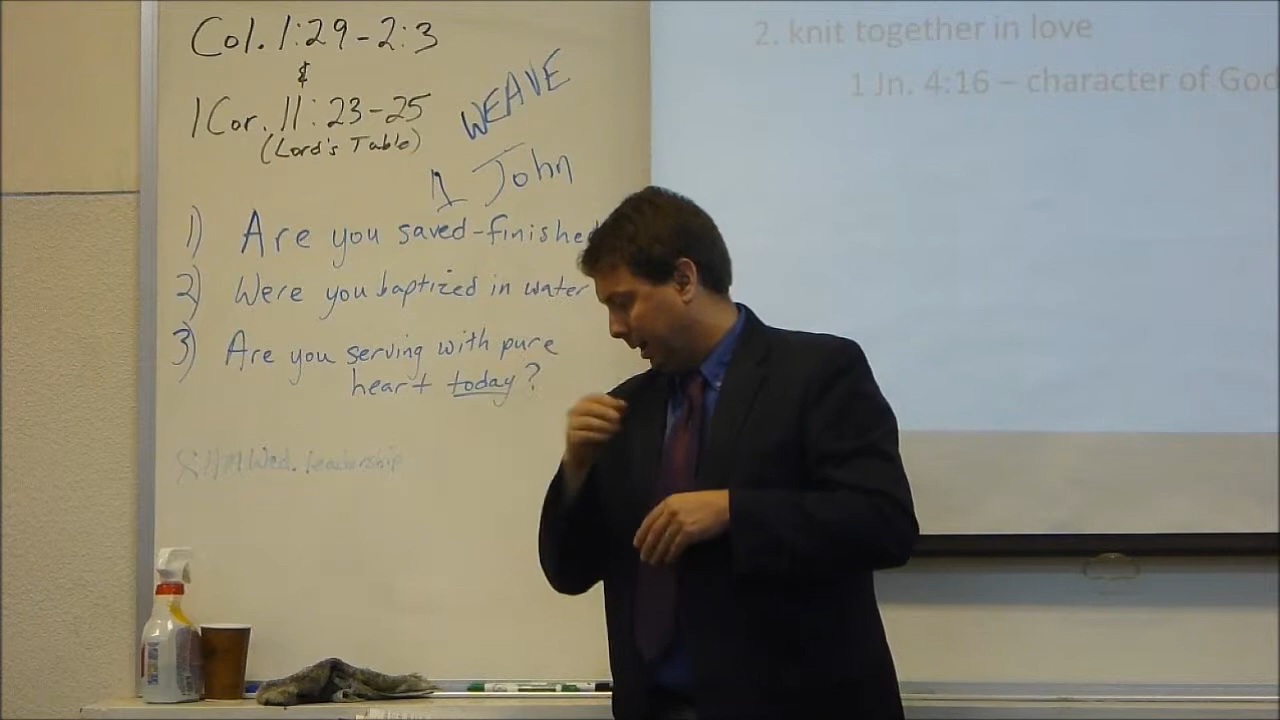 Col. 1:29-2:3
&
1 Cor. 11:23-25
(Lord's Table)
WEAVE
1 John
1) Are you saved-finished
2) Were you baptized in water
3) Are you serving with pure
heart today?
Wed. leadership
2. knit together in love
1 Jn. 4:16 – character of God